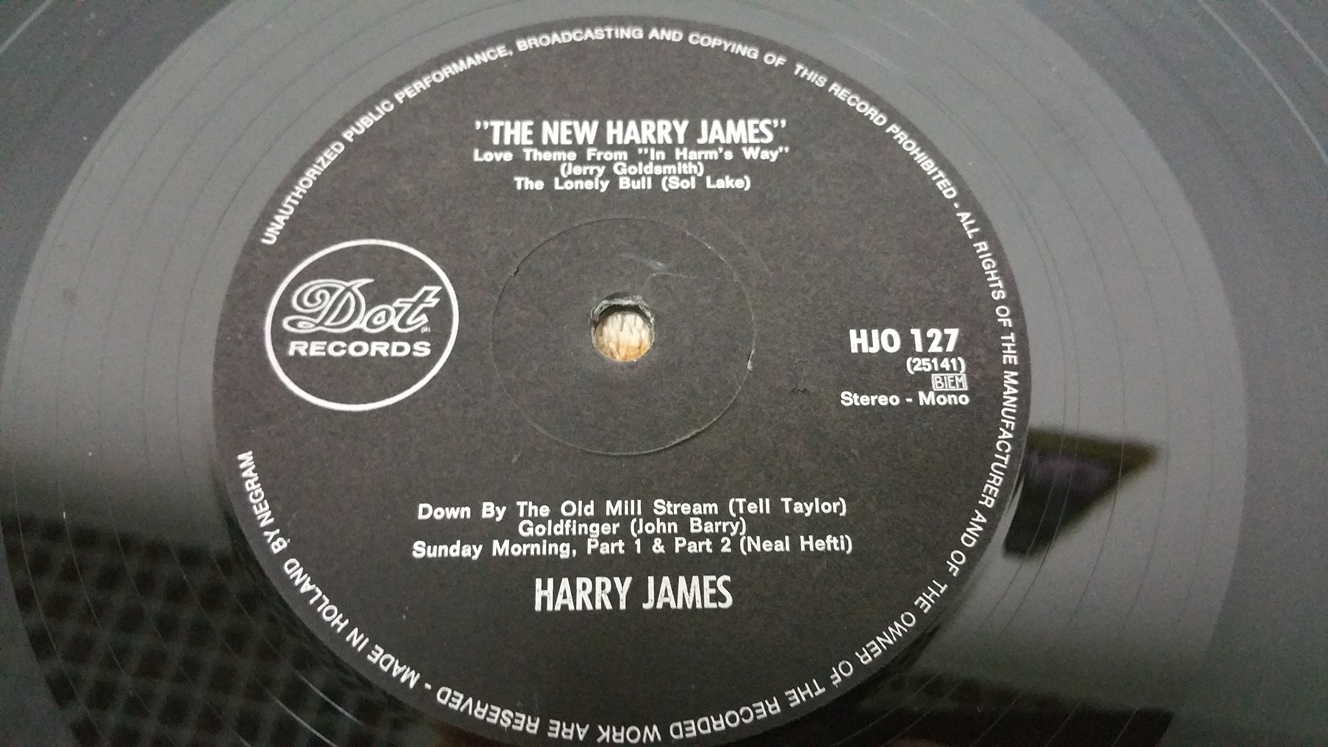 UNAUTHORIZED PUBLIC PERFORMANCE, BROADCASTING AND COPYING OF THIS RECORD PROHIBITED - ALL RIGHTS OF THE MANUFACTURER AND OF THE OWNER OF THE RECORDED WORK ARE RESERVED - MADE IN HOLLAND BY NEGRAM
"THE NEW HARRY JAMES"
Love Theme From "In Harm's Way"
(Jerry Goldsmith)
The Lonely Bull (Sol Lake)
Dot
RECORDS
HJO 127
(25141)
BIEM
Stereo - Mono
Down By The Old Mill Stream (Tell Taylor)
Goldfinger (John Barry)
Sunday Morning, Part 1 & Part 2 (Neal Hefti)
HARRY JAMES